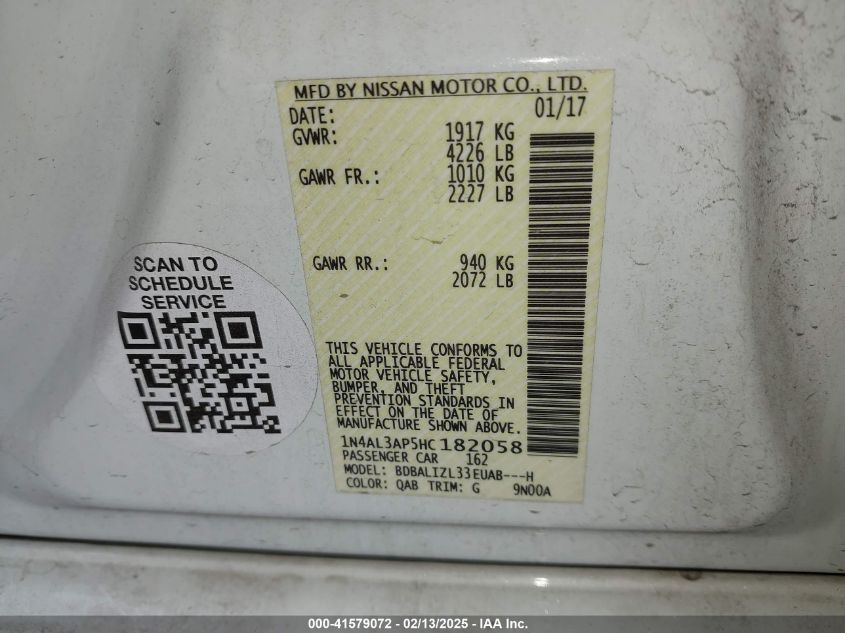 MFD BY NISSAN MOTOR CO., LTD.
DATE: 01/17
GVWR: 1917 KG
4226 LB
GAWR FR.: 1010 KG
2227 LB
GAWR RR.: 940 KG
2072 LB
THIS VEHICLE CONFORMS TO
ALL APPLICABLE FEDERAL
MOTOR VEHICLE SAFETY,
BUMPER, AND THEFT
PREVENTION STANDARDS IN
EFFECT ON THE DATE OF
MANUFACTURE SHOWN ABOVE.
1N4AL3AP5HC182058
PASSENGER CAR 162
MODEL: BDBALIZL33EUAB---H
COLOR: QAB TRIM: G 9N00A
SCAN TO
SCHEDULE
SERVICE
000-41579072 - 02/13/2025 - IAA Inc.